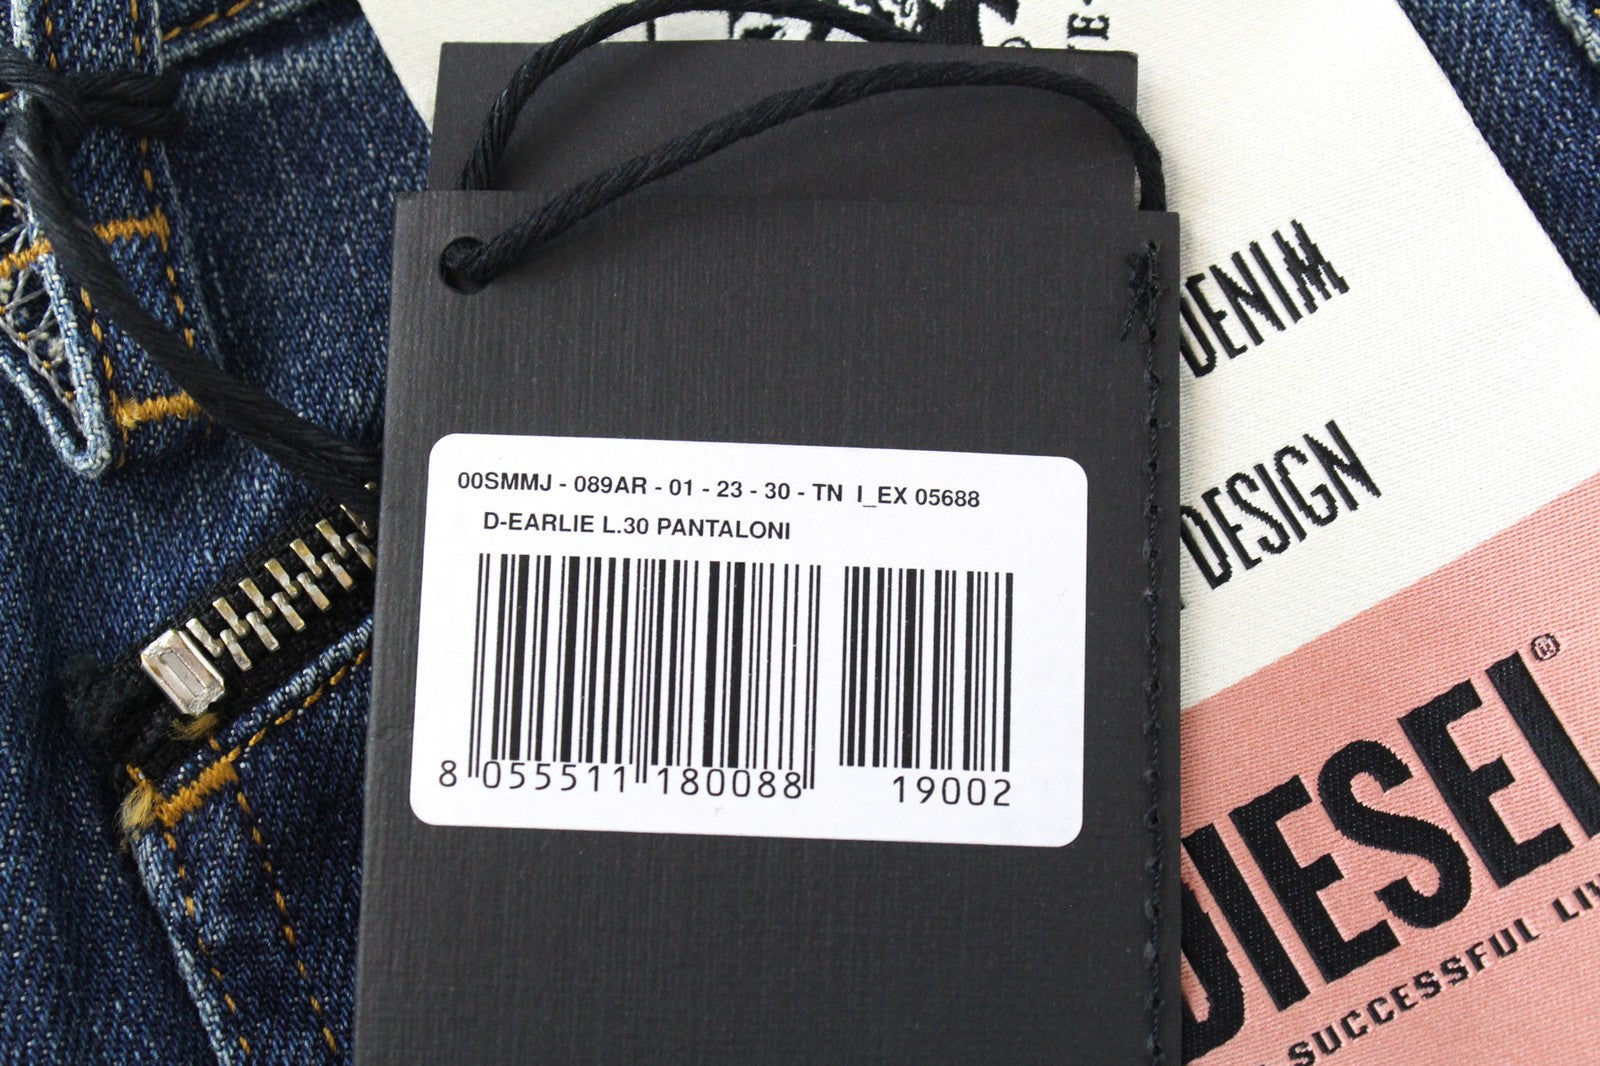 00SMMJ - 089AR - 01 - 23 - 30 - TN I_EX 05688
D-EARLIE L.30 PANTALONI
8 055511 180088 19002
DENIM
DESIGN
DIESEL®
SUCCESSFUL